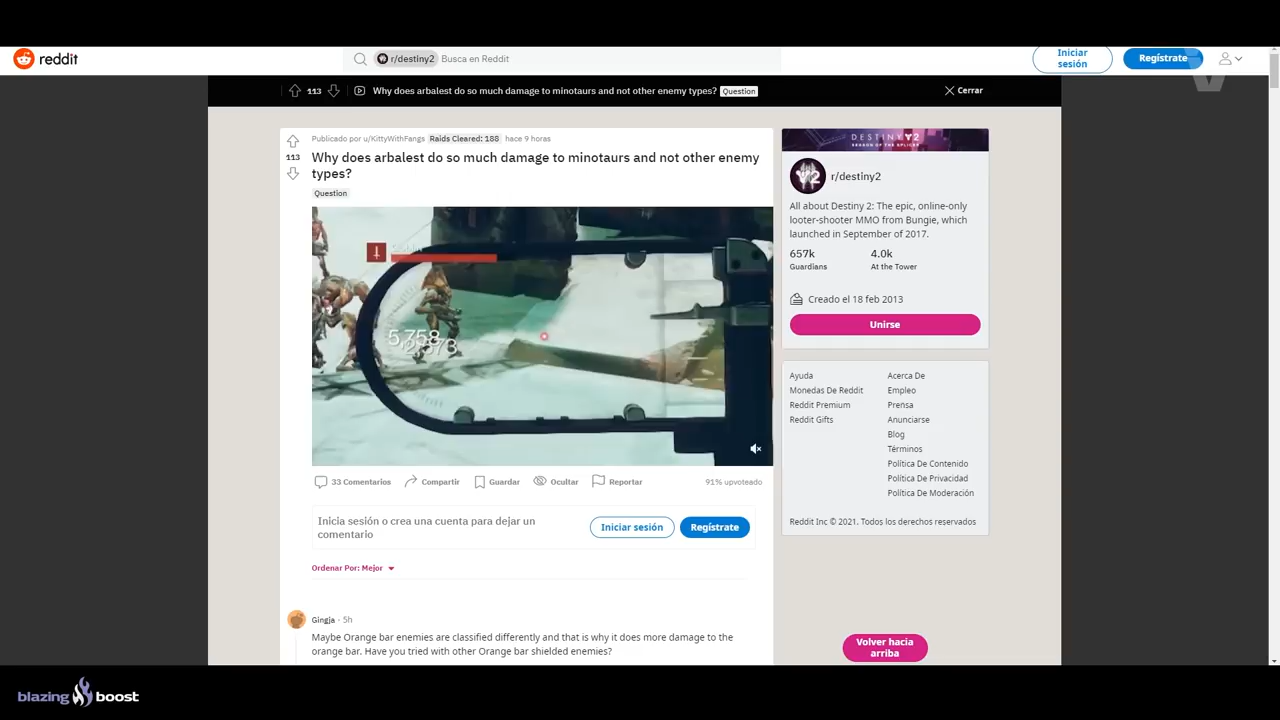 reddit
r/destiny2 Busca en Reddit
Iniciar sesión
Regístrate
113 Why does arbalest do so much damage to minotaurs and not other enemy types? Question
Cerrar
Publicado por u/KittyWithFangs Raids Cleared: 188 hace 9 horas
113
Why does arbalest do so much damage to minotaurs and not other enemy
types?
Question
5,758
91% upvoteado
33 Comentarios Compartir Guardar Ocultar Reportar
Inicia sesión o crea una cuenta para dejar un
comentario
Iniciar sesión Regístrate
Ordenar Por: Mejor
Gingja · 5h
Maybe Orange bar enemies are classified differently and that is why it does more damage to the
orange bar. Have you tried with other Orange bar shielded enemies?
DESTINY 2
r/destiny2
All about Destiny 2: The epic, online-only
looter-shooter MMO from Bungie, which
launched in September of 2017.
657k 4.0k
Guardians At the Tower
Creado el 18 feb 2013
Unirse
Ayuda
Monedas De Reddit
Reddit Premium
Reddit Gifts
Acerca De
Empleo
Prensa
Anunciarse
Blog
Términos
Política De Contenido
Política De Privacidad
Política De Moderación
Reddit Inc © 2021. Todos los derechos reservados
Volver hacia
arriba
blazing boost